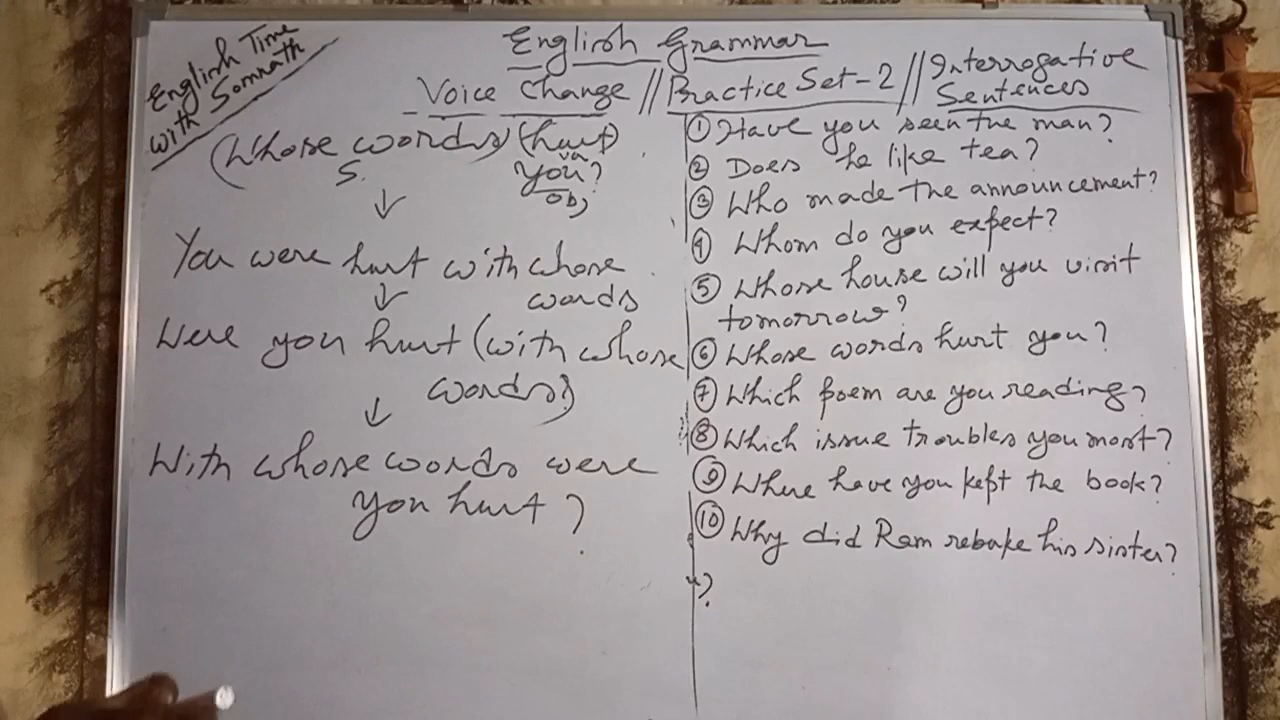 English Time
with Somnath
English Grammar
Voice Change // Practice Set-2 // Interrogative
Sentences
(Whose words) (hurt)
S. va
you?
obj
↓
You were hurt with whose
words
↓
Were you hurt (with whose
words)
↓
With whose words were
you hurt?
① Have you seen the man?
② Does he like tea?
③ Who made the announcement?
④ Whom do you expect?
⑤ Whose house will you visit
tomorrow?
⑥ Whose words hurt you?
⑦ Which poem are you reading?
⑧ Which issue troubles you most?
⑨ Where have you kept the book?
⑩ Why did Ram rebuke his sister?
?